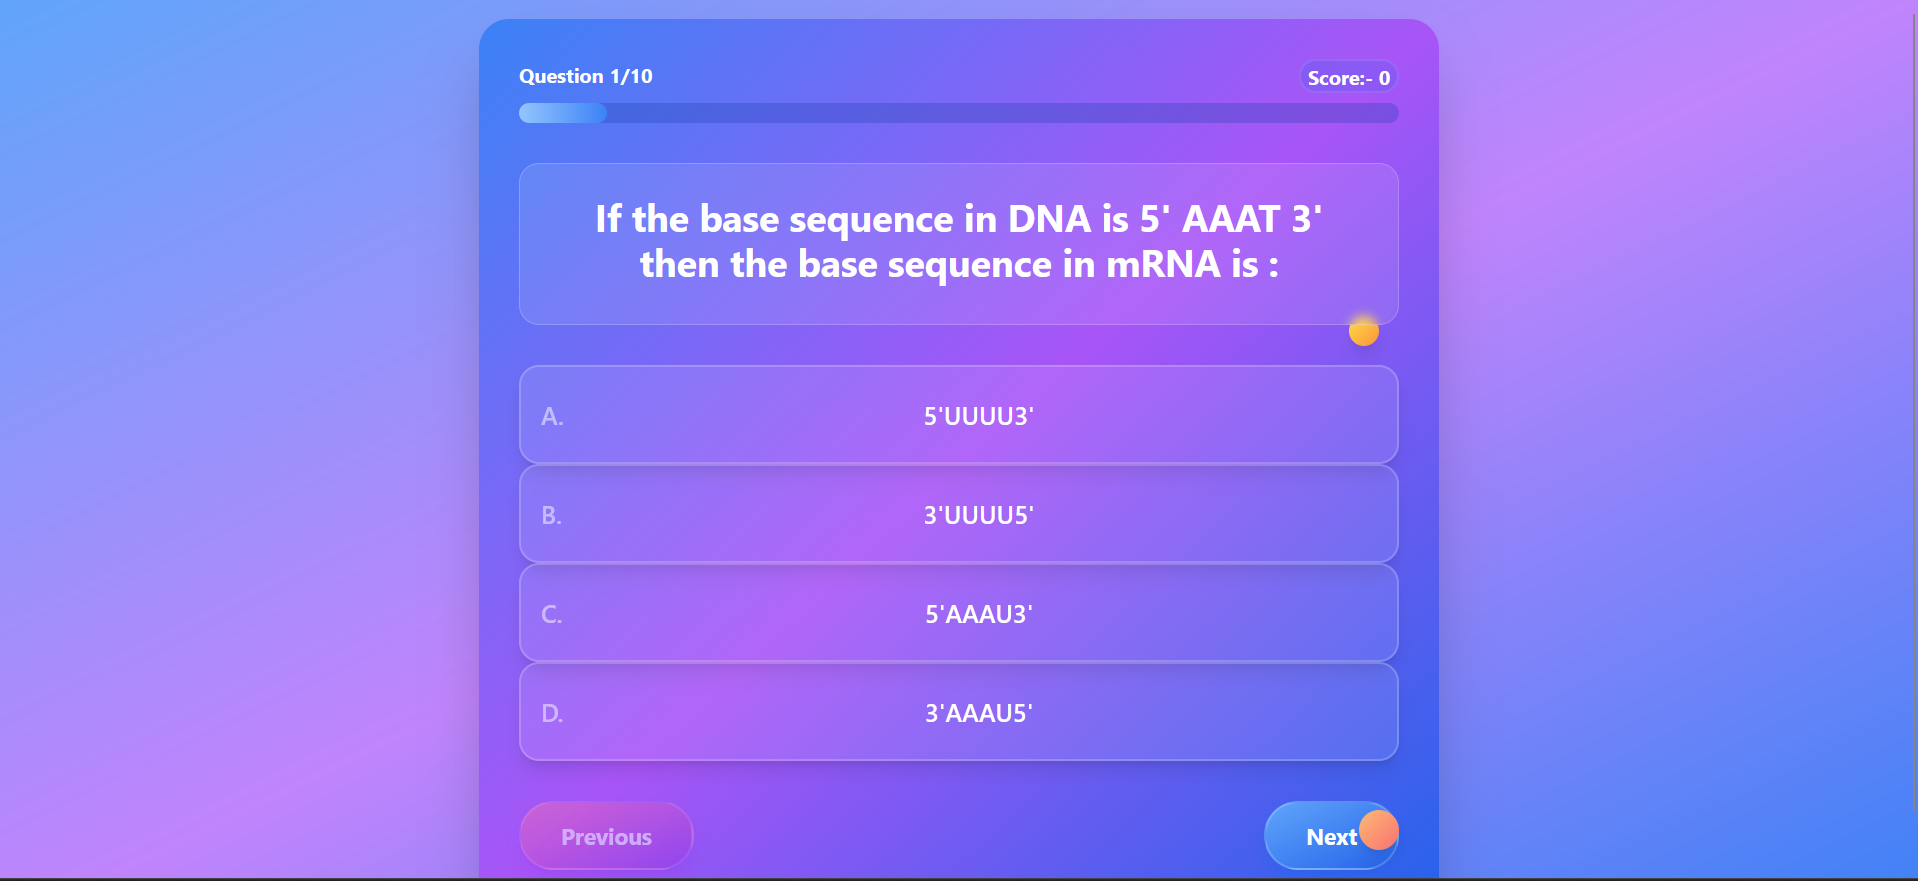 Question 1/10
Score:- 0
If the base sequence in DNA is 5' AAAT 3'
then the base sequence in mRNA is :
A. 5'UUUU3'
B. 3'UUUU5'
C. 5'AAAU3'
D. 3'AAAU5'
Previous
Next